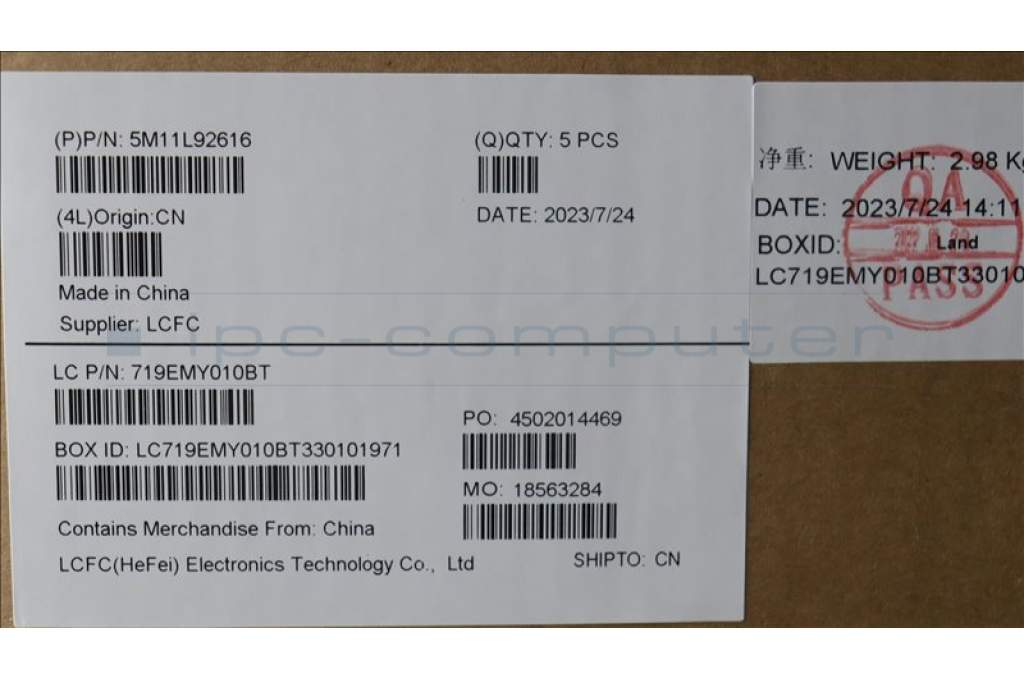 (P)P/N: 5M11L92616
(Q)QTY: 5 PCS
(4L)Origin:CN
DATE: 2023/7/24
Made in China
Supplier: LCFC
ipc-computer
LC P/N: 719EMY010BT
PO: 4502014469
BOX ID: LC719EMY010BT330101971
MO: 18563284
Contains Merchandise From: China
LCFC(HeFei) Electronics Technology Co., Ltd
SHIPTO: CN
净重: WEIGHT: 2.98 Kg
DATE: 2023/7/24 14:11
BOXID: Land
LC719EMY010BT33010
QA
PASS